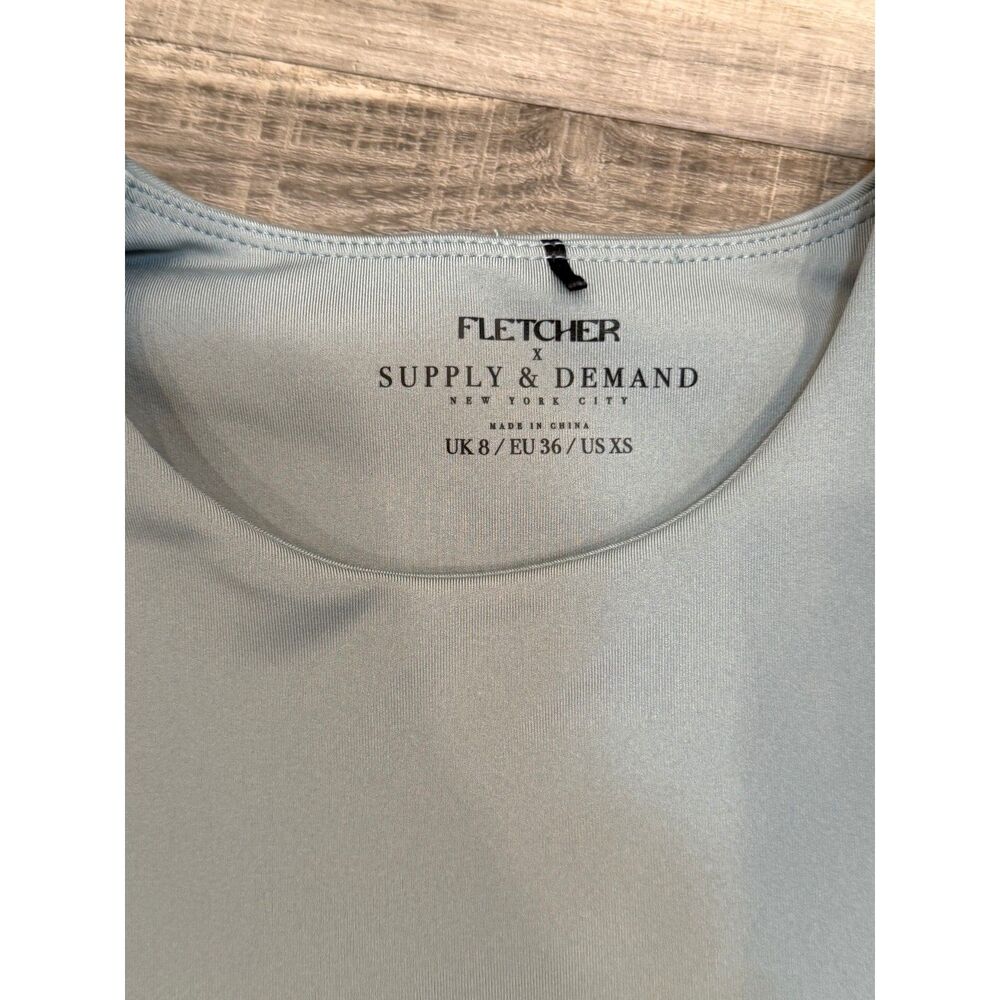 FLETCHER
X
SUPPLY & DEMAND
NEW YORK CITY
MADE IN CHINA
UK 8 / EU 36 / US XS